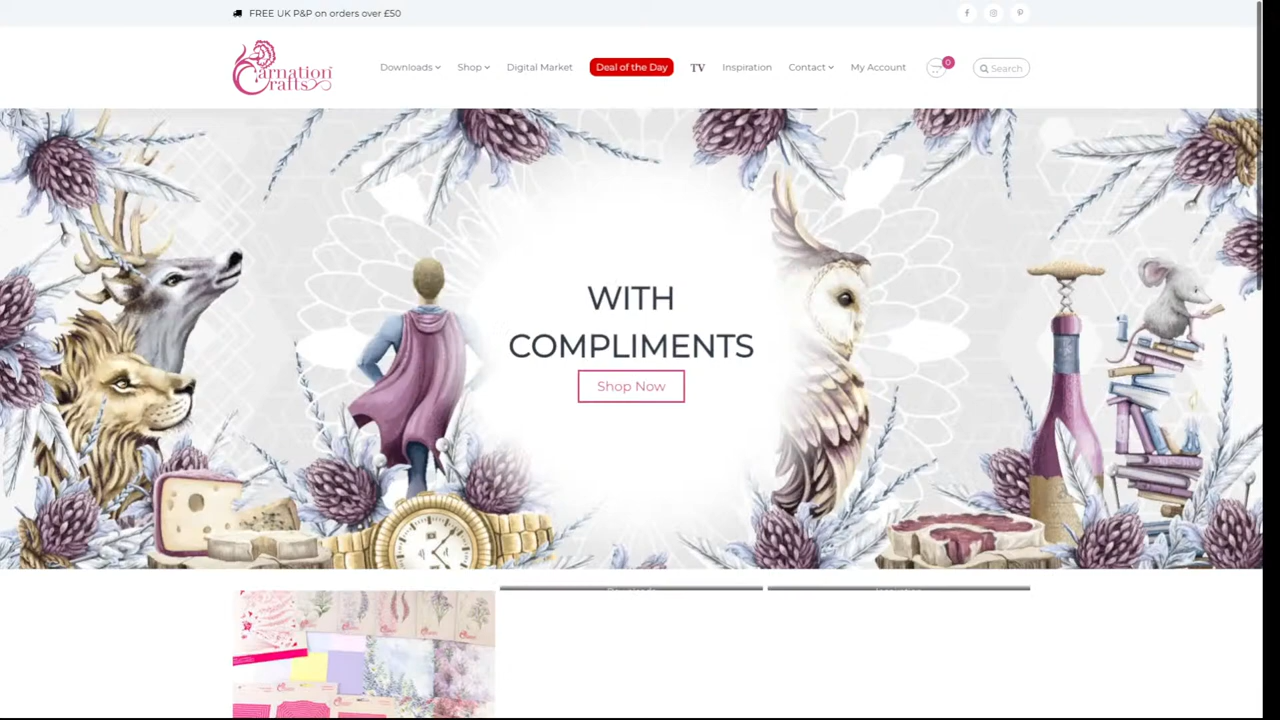 FREE UK P&P on orders over £50
Carnation Crafts
Downloads Shop Digital Market Deal of the Day TV Inspiration Contact My Account 0 Search
WITH
COMPLIMENTS
Shop Now